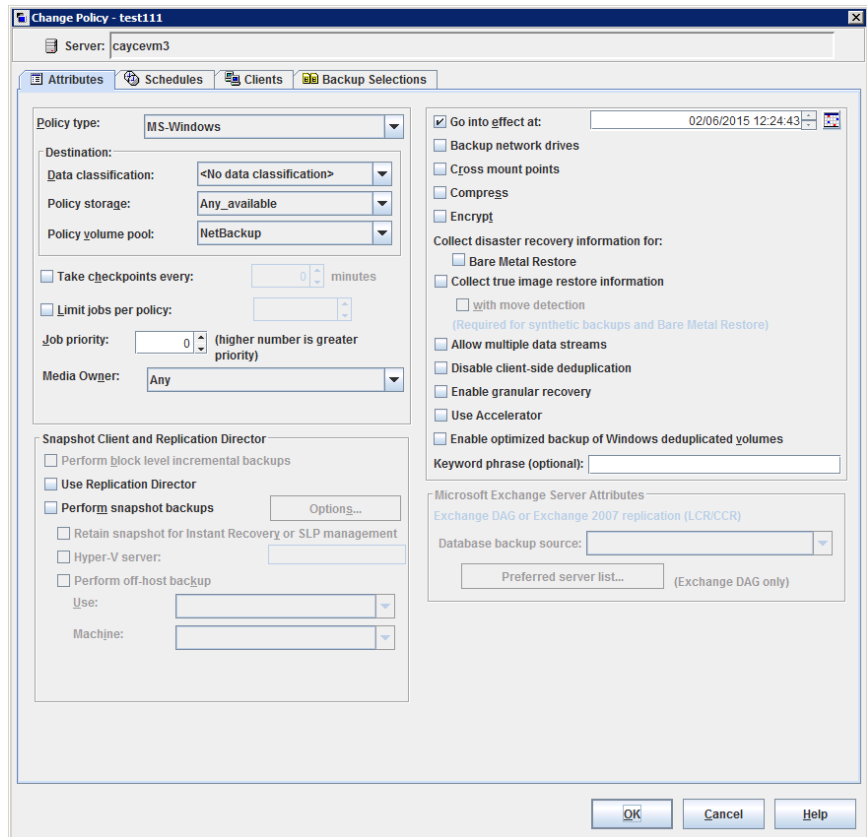 Change Policy - test111
Server: caycevm3
Attributes
Schedules
Clients
Backup Selections
Policy type: MS-Windows
Destination:
Data classification: <No data classification>
Policy storage: Any_available
Policy volume pool: NetBackup
Take checkpoints every: 0 minutes
Limit jobs per policy:
Job priority: 0 (higher number is greater
priority)
Media Owner: Any
Snapshot Client and Replication Director
Perform block level incremental backups
Use Replication Director
Perform snapshot backups Options...
Retain snapshot for Instant Recovery or SLP management
Hyper-V server:
Perform off-host backup
Use:
Machine:
Go into effect at: 02/06/2015 12:24:43
Backup network drives
Cross mount points
Compress
Encrypt
Collect disaster recovery information for:
Bare Metal Restore
Collect true image restore information
with move detection
(Required for synthetic backups and Bare Metal Restore)
Allow multiple data streams
Disable client-side deduplication
Enable granular recovery
Use Accelerator
Enable optimized backup of Windows deduplicated volumes
Keyword phrase (optional):
Microsoft Exchange Server Attributes
Exchange DAG or Exchange 2007 replication (LCR/CCR)
Database backup source:
Preferred server list... (Exchange DAG only)
OK
Cancel
Help